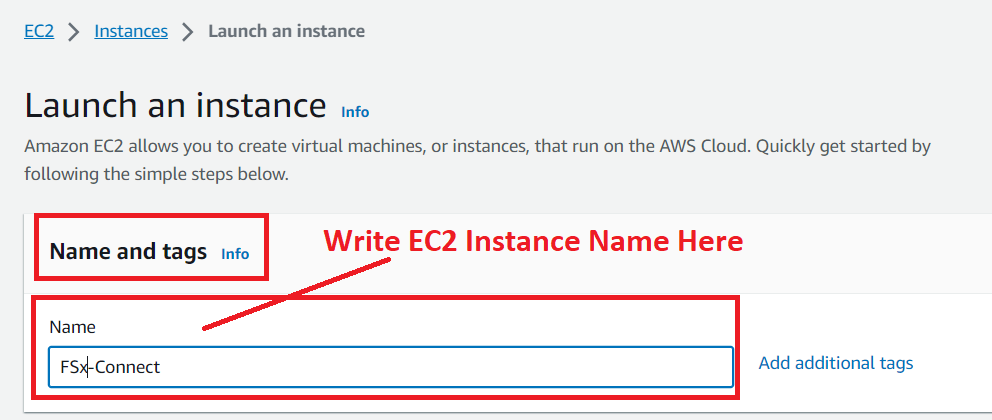 EC2 > Instances > Launch an instance
Launch an instance Info
Amazon EC2 allows you to create virtual machines, or instances, that run on the AWS Cloud. Quickly get started by
following the simple steps below.
Name and tags Info
Write EC2 Instance Name Here
Name
FSx-Connect
Add additional tags